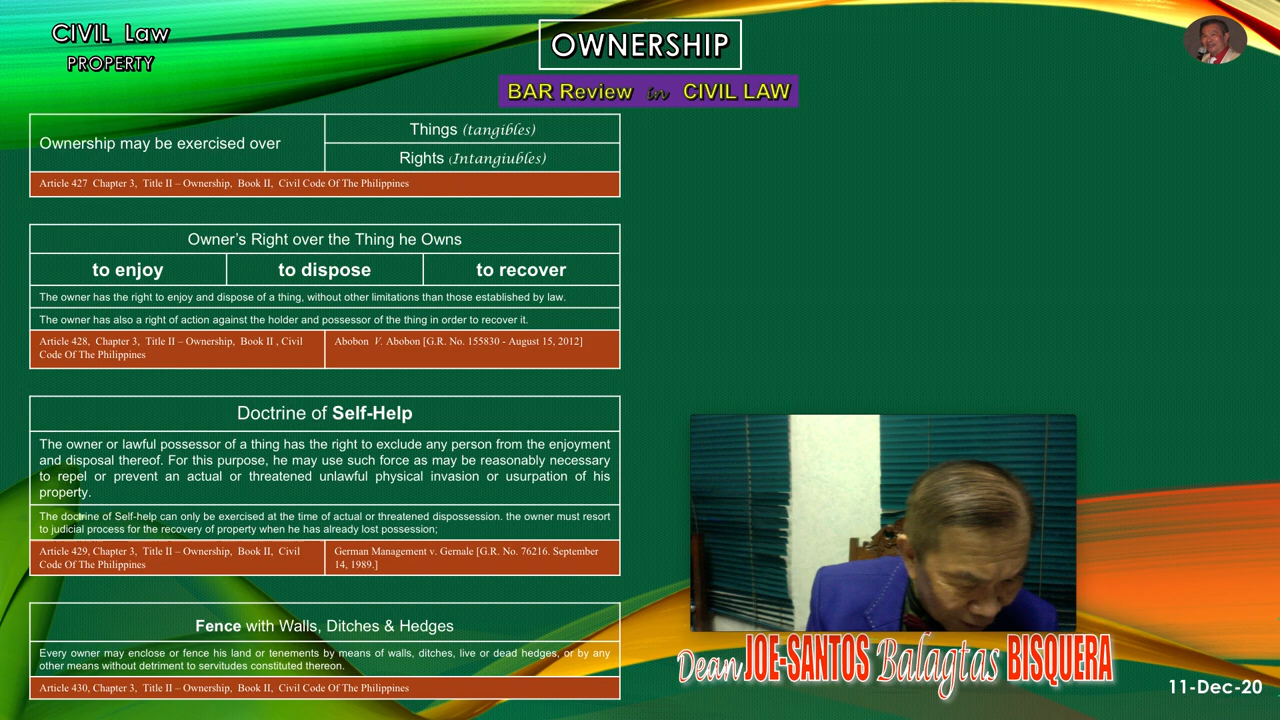 CIVIL Law
PROPERTY
OWNERSHIP
BAR Review in CIVIL LAW
Ownership may be exercised over
Things (tangibles)
Rights (Intangiubles)
Article 427 Chapter 3, Title II – Ownership, Book II, Civil Code Of The Philippines
Owner's Right over the Thing he Owns
to enjoy
to dispose
to recover
The owner has the right to enjoy and dispose of a thing, without other limitations than those established by law.
The owner has also a right of action against the holder and possessor of the thing in order to recover it.
Article 428, Chapter 3, Title II – Ownership, Book II , Civil
Code Of The Philippines
Abobon V. Abobon [G.R. No. 155830 - August 15, 2012]
Doctrine of Self-Help
The owner or lawful possessor of a thing has the right to exclude any person from the enjoyment
and disposal thereof. For this purpose, he may use such force as may be reasonably necessary
to repel or prevent an actual or threatened unlawful physical invasion or usurpation of his
property.
The doctrine of Self-help can only be exercised at the time of actual or threatened dispossession. the owner must resort
to judicial process for the recovery of property when he has already lost possession;
Article 429, Chapter 3, Title II – Ownership, Book II, Civil
Code Of The Philippines
German Management v. Gernale [G.R. No. 76216. September
14, 1989.]
Fence with Walls, Ditches & Hedges
Every owner may enclose or fence his land or tenements by means of walls, ditches, live or dead hedges, or by any
other means without detriment to servitudes constituted thereon.
Article 430, Chapter 3, Title II – Ownership, Book II, Civil Code Of The Philippines
Dean JOE-SANTOS Balagtas BISQUERA
11-Dec-20